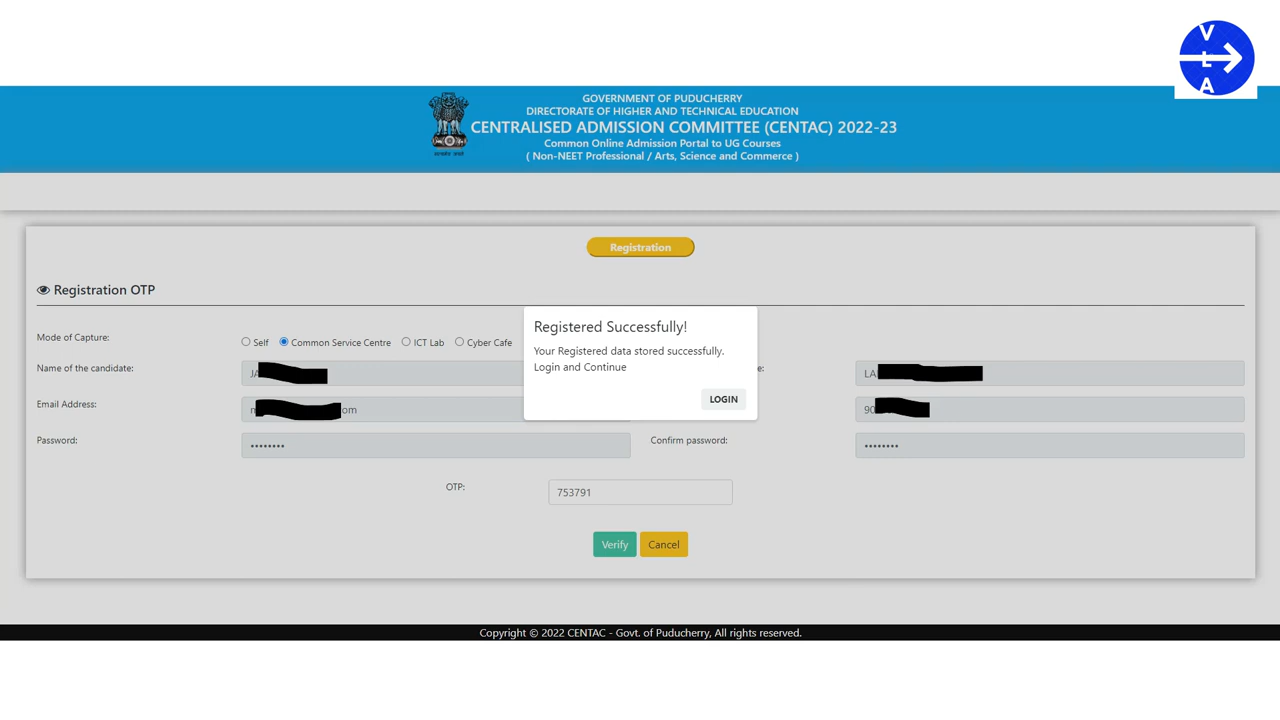 V
L
A
GOVERNMENT OF PUDUCHERRY
DIRECTORATE OF HIGHER AND TECHNICAL EDUCATION
CENTRALISED ADMISSION COMMITTEE (CENTAC) 2022-23
Common Online Admission Portal to UG Courses
( Non-NEET Professional / Arts, Science and Commerce )
Registration
Registration OTP
Mode of Capture: Self Common Service Centre ICT Lab Cyber Cafe
Registered Successfully!
Your Registered data stored successfully.
Login and Continue
LOGIN
Name of the candidate: JA e: LA
Email Address: om 90
Password: •••••••• Confirm password: ••••••••
OTP: 753791
Verify Cancel
Copyright © 2022 CENTAC - Govt. of Puducherry, All rights reserved.